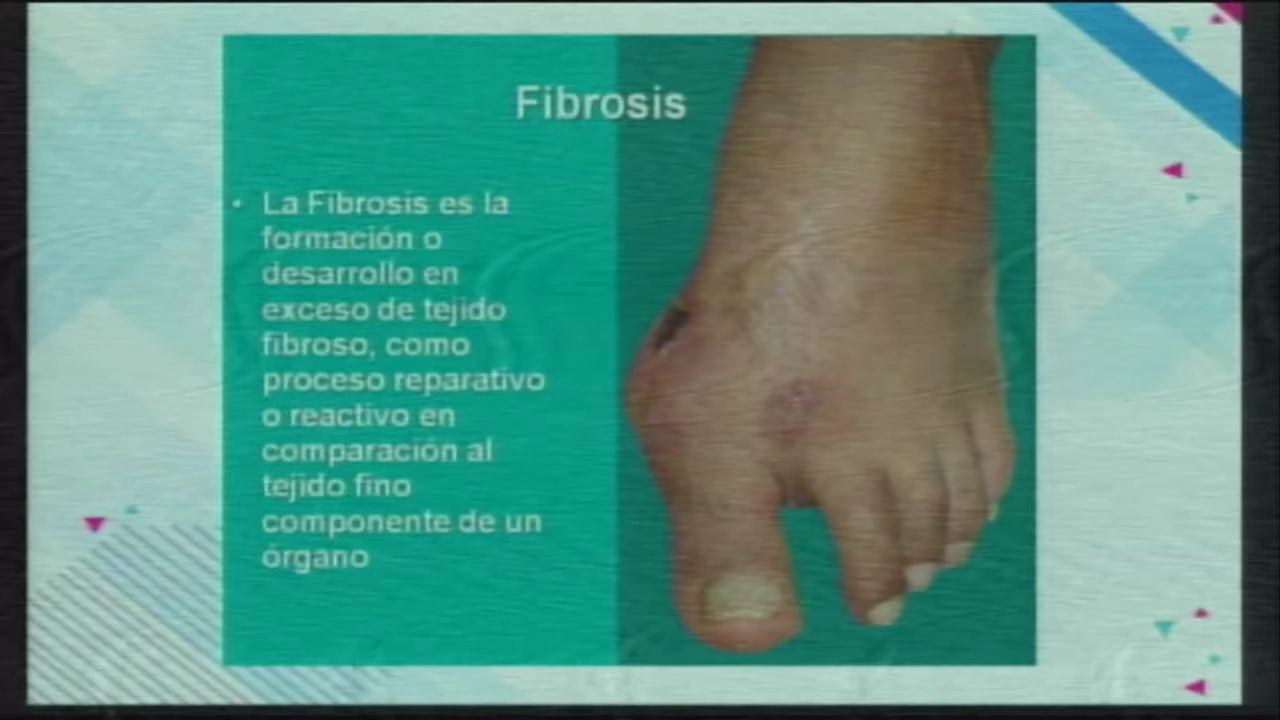 Fibrosis
• La Fibrosis es la
formación o
desarrollo en
exceso de tejido
fibroso, como
proceso reparativo
o reactivo en
comparación al
tejido fino
componente de un
órgano